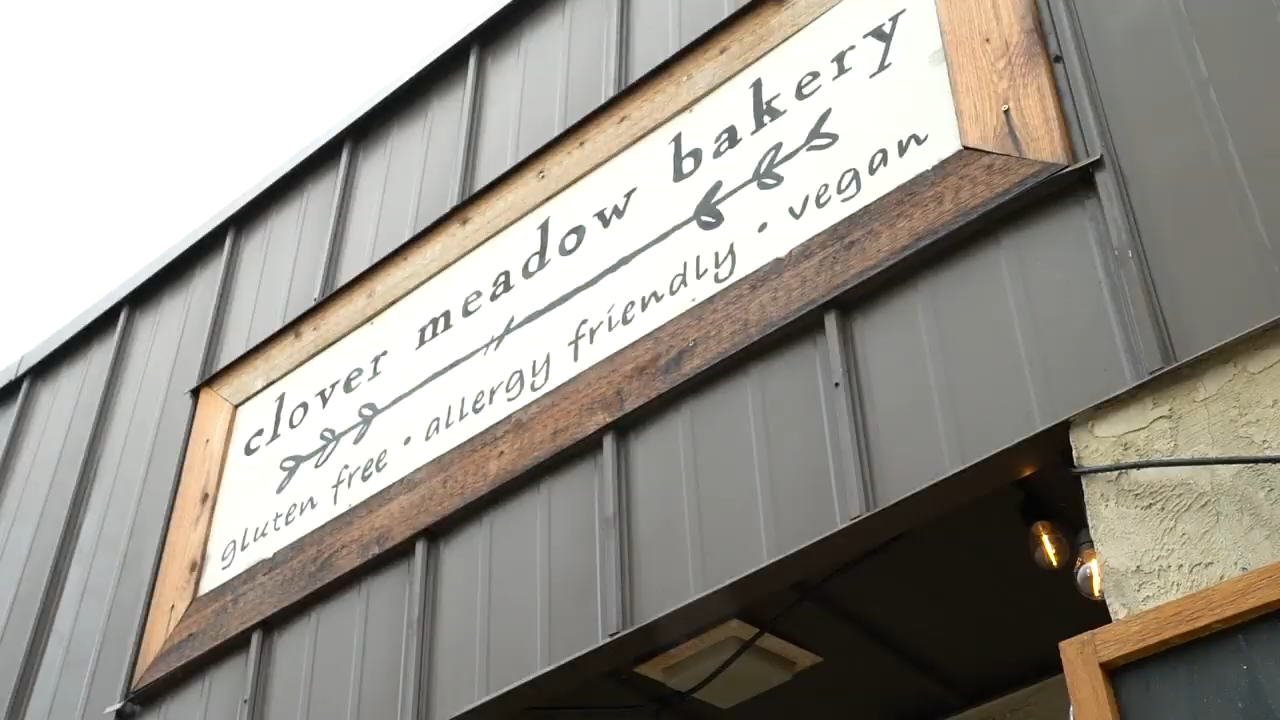 clover meadow bakery
gluten free • allergy friendly • vegan